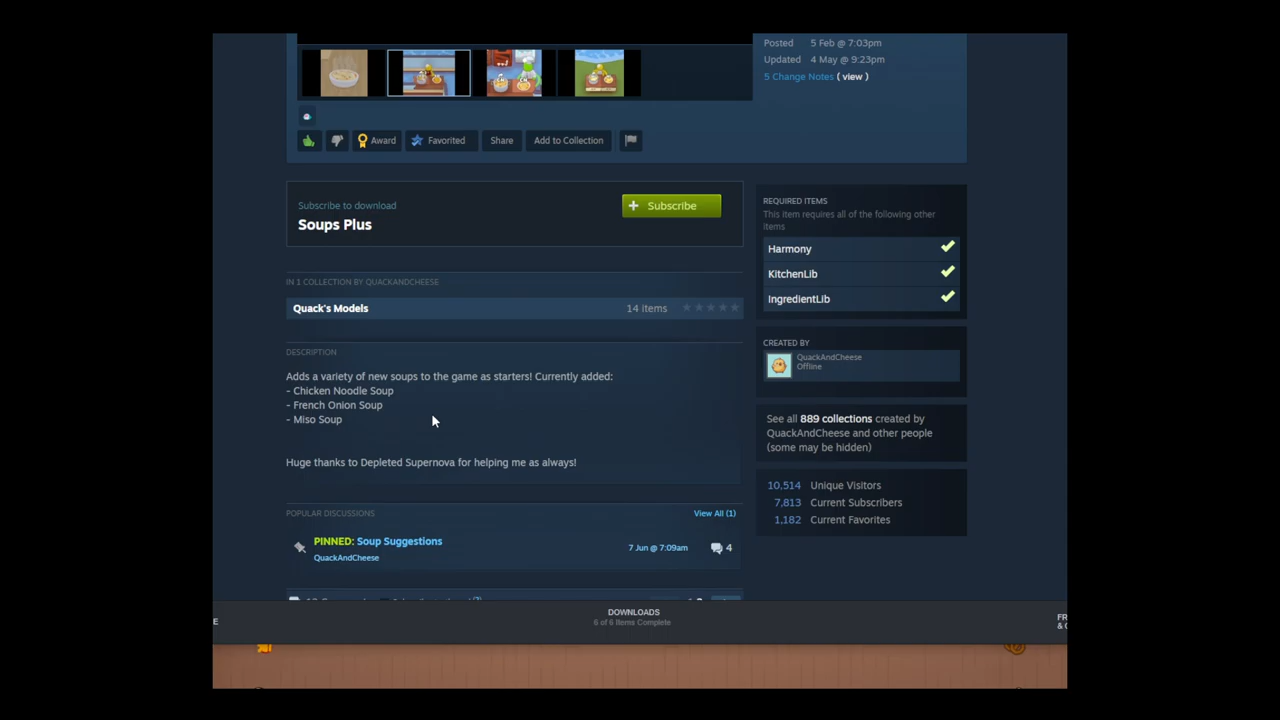 Posted 5 Feb @ 7:03pm
Updated 4 May @ 9:23pm
5 Change Notes ( view )
Award
Favorited
Share
Add to Collection
Subscribe to download
Soups Plus
Subscribe
IN 1 COLLECTION BY QUACKANDCHEESE
Quack's Models 14 items
DESCRIPTION
Adds a variety of new soups to the game as starters! Currently added:
- Chicken Noodle Soup
- French Onion Soup
- Miso Soup
Huge thanks to Depleted Supernova for helping me as always!
POPULAR DISCUSSIONS
View All (1)
PINNED: Soup Suggestions
7 Jun @ 7:09am
4
QuackAndCheese
REQUIRED ITEMS
This item requires all of the following other
items
Harmony
KitchenLib
IngredientLib
CREATED BY
QuackAndCheese
Offline
See all 889 collections created by
QuackAndCheese and other people
(some may be hidden)
10,514 Unique Visitors
7,813 Current Subscribers
1,182 Current Favorites
DOWNLOADS
6 of 6 Items Complete
E
FR